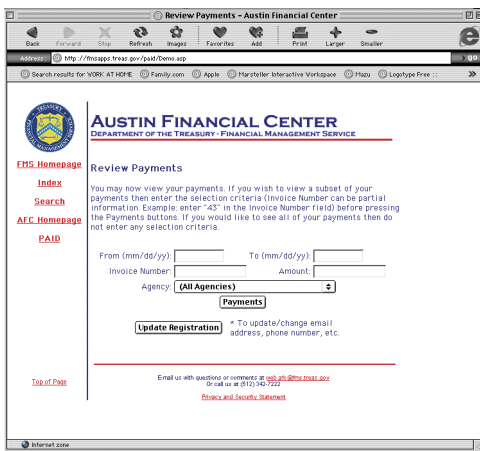 Review Payments - Austin Financial Center
Back Forward Stop Refresh Images Favorites Add Print Larger Smaller
Address: http://fmsapps.treas.gov/paid/Demo.asp go
Search results for WORK AT HOME Family.com Apple Marsteller Interactive Workspace Mazu Logotype Free ::
AUSTIN FINANCIAL CENTER
DEPARTMENT OF THE TREASURY - FINANCIAL MANAGEMENT SERVICE
FMS Homepage
Index
Search
AFC Homepage
PAID
Review Payments
You may now view your payments. If you wish to view a subset of your
payments then enter the selection criteria (Invoice Number can be partial
information. Example: enter "43" in the Invoice Number field) before pressing
the Payments buttons. If you would like to see all of your payments then do
not enter any selection criteria.
From (mm/dd/yy): To (mm/dd/yy):
Invoice Number: Amount:
Agency: (All Agencies)
Payments
Update Registration * To update/change email
address, phone number, etc.
Top of Page
Email us with questions or comments at web.afc@fms.treas.gov
Or call us at (512) 342-7222
Privacy and Security Statement
Internet zone